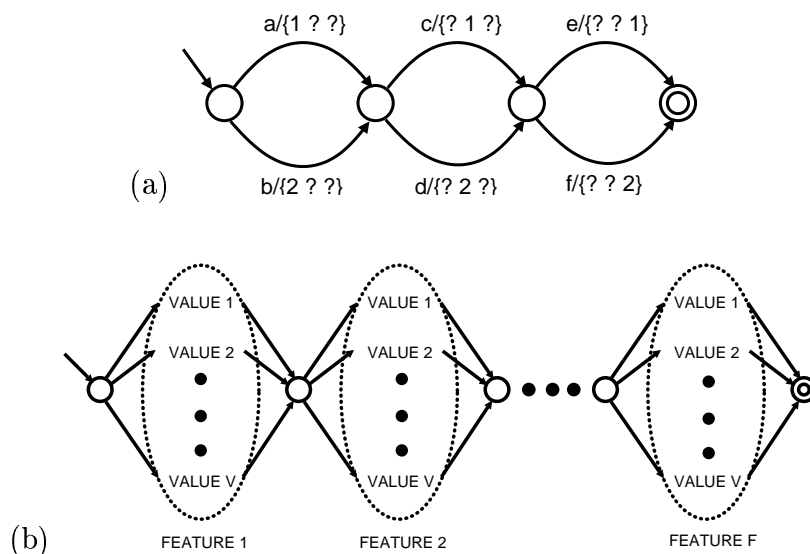 a/{1 ? ?} c/{? 1 ?} e/{? ? 1}
b/{2 ? ?} d/{? 2 ?} f/{? ? 2}
(a)
VALUE 1 VALUE 1 VALUE 1
VALUE 2 VALUE 2 VALUE 2
VALUE V VALUE V VALUE V
(b)
FEATURE 1 FEATURE 2 FEATURE F